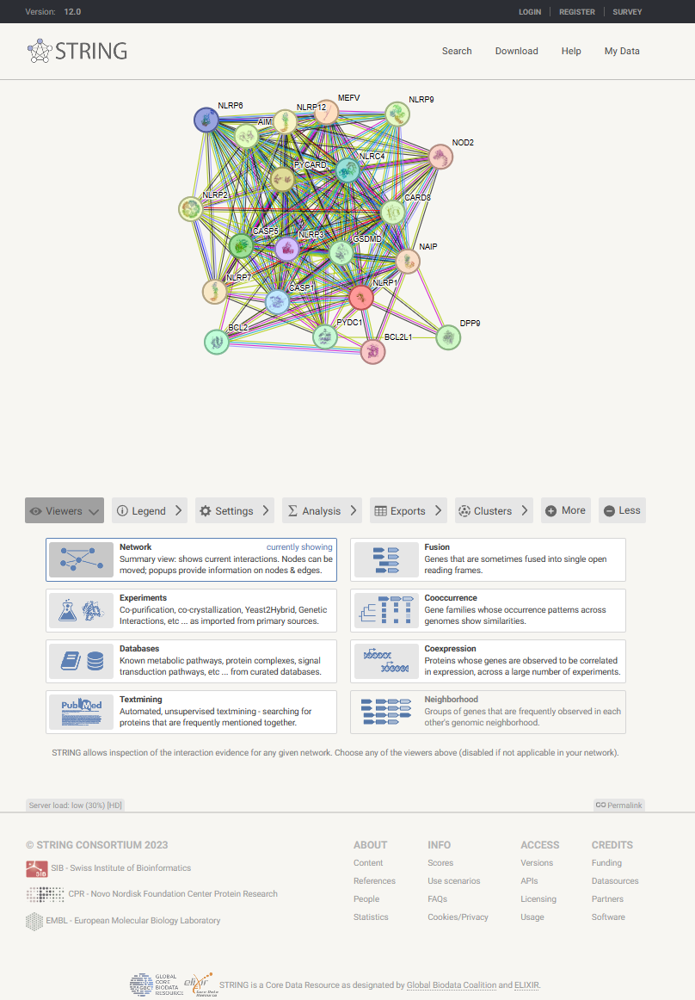 Version: 12.0
LOGIN REGISTER SURVEY
STRING
Search Download Help My Data
MEFV
NLRP6
NLRP12
NLRP9
AIM
NOD2
NLRC4
PYCARD
NLRP2
CARD8
CASP5
NLRP3
GSDMD
NAIP
NLRP7
CASP1
NLRP1
BCL2
PYDC1
DPP9
BCL2L1
Viewers Legend Settings Analysis Exports Clusters More Less
Network currently showing
Summary view: shows current interactions. Nodes can be
moved; popups provide information on nodes & edges.
Fusion
Genes that are sometimes fused into single open
reading frames.
Experiments
Co-purification, co-crystallization, Yeast2Hybrid, Genetic
Interactions, etc ... as imported from primary sources.
Cooccurrence
Gene families whose occurrence patterns across
genomes show similarities.
Databases
Known metabolic pathways, protein complexes, signal
transduction pathways, etc ... from curated databases.
Coexpression
Proteins whose genes are observed to be correlated
in expression, across a large number of experiments.
PubMed
Textmining
Automated, unsupervised textmining - searching for
proteins that are frequently mentioned together.
Neighborhood
Groups of genes that are frequently observed in each
other's genomic neighborhood.
STRING allows inspection of the interaction evidence for any given network. Choose any of the viewers above (disabled if not applicable in your network).
Server load: low (30%) [HD]
Permalink
© STRING CONSORTIUM 2023
SIB
SIB - Swiss Institute of Bioinformatics
CPR - Novo Nordisk Foundation Center Protein Research
EMBL - European Molecular Biology Laboratory
ABOUT
Content
References
People
Statistics
INFO
Scores
Use scenarios
FAQs
Cookies/Privacy
ACCESS
Versions
APIs
Licensing
Usage
CREDITS
Funding
Datasources
Partners
Software
GBC
GLOBAL
CORE
BIODATA
RESOURCE
elixir
Core Data
Resource
STRING is a Core Data Resource as designated by Global Biodata Coalition and ELIXIR.